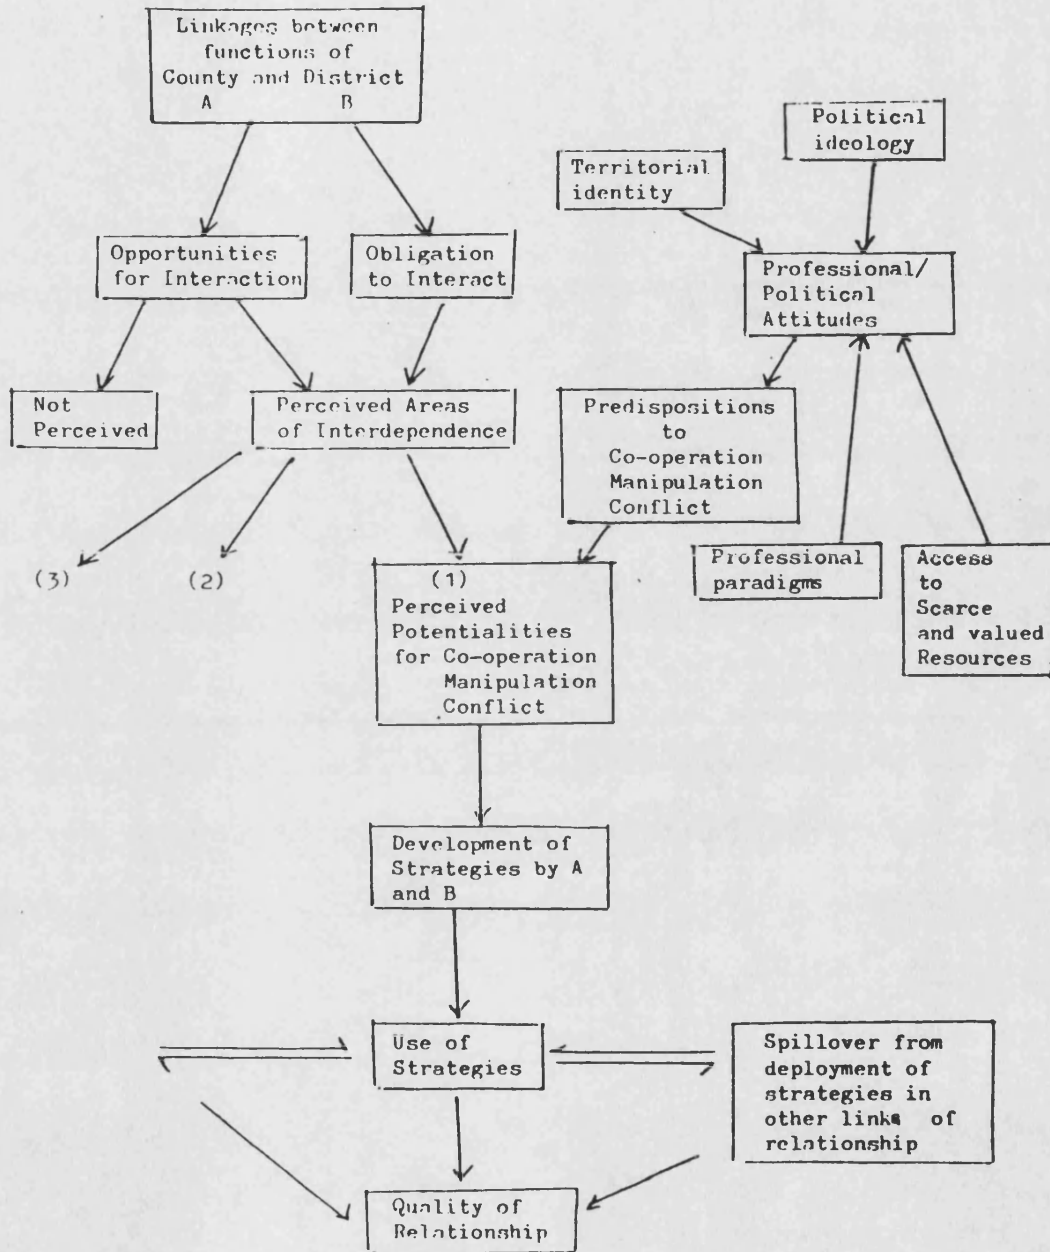 Linkages between
functions of
County and District
A B
Political
ideology
Territorial
identity
Opportunities
for Interaction
Obligation
to Interact
Professional/
Political
Attitudes
Not
Perceived
Perceived Areas
of Interdependence
Predispositions
to
Co-operation
Manipulation
Conflict
Professional
paradigms
Access
to
Scarce
and valued
Resources
(3)
(2)
(1)
Perceived
Potentialities
for Co-operation
Manipulation
Conflict
Development of
Strategies by A
and B
Use of
Strategies
Spillover from
deployment of
strategies in
other links of
relationship
Quality of
Relationship